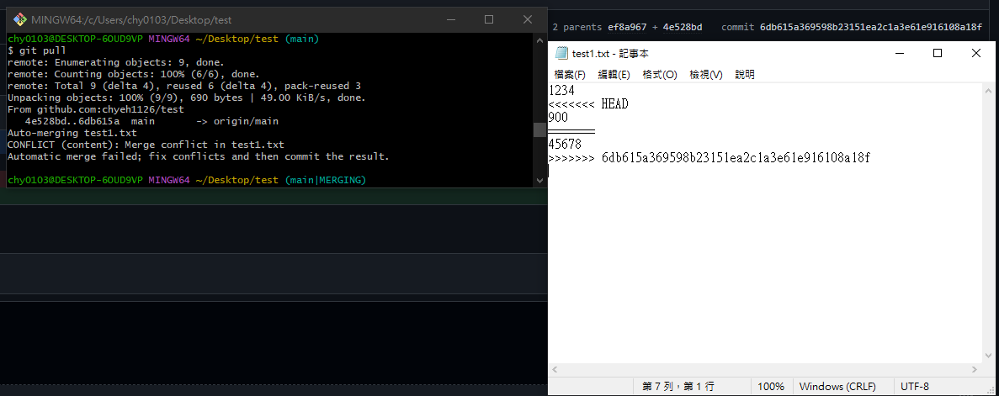 MINGW64:/c/Users/chy0103/Desktop/test
chy0103@DESKTOP-6OUD9VP MINGW64 ~/Desktop/test (main)
$ git pull
remote: Enumerating objects: 9, done.
remote: Counting objects: 100% (6/6), done.
remote: Total 9 (delta 4), reused 6 (delta 4), pack-reused 3
Unpacking objects: 100% (9/9), 690 bytes | 49.00 KiB/s, done.
From github.com:chyeh1126/test
4e528bd..6db615a  main       -> origin/main
Auto-merging test1.txt
CONFLICT (content): Merge conflict in test1.txt
Automatic merge failed; fix conflicts and then commit the result.
chy0103@DESKTOP-6OUD9VP MINGW64 ~/Desktop/test (main|MERGING)
2 parents ef8a967 + 4e528bd commit 6db615a369598b23151ea2c1a3e61e916108a18f
test1.txt - 記事本
檔案(F) 編輯(E) 格式(O) 檢視(V) 說明
1234
<<<<<<< HEAD
900
=======
45678
>>>>>>> 6db615a369598b23151ea2c1a3e61e916108a18f
第 7 列，第 1 行 100% Windows (CRLF) UTF-8